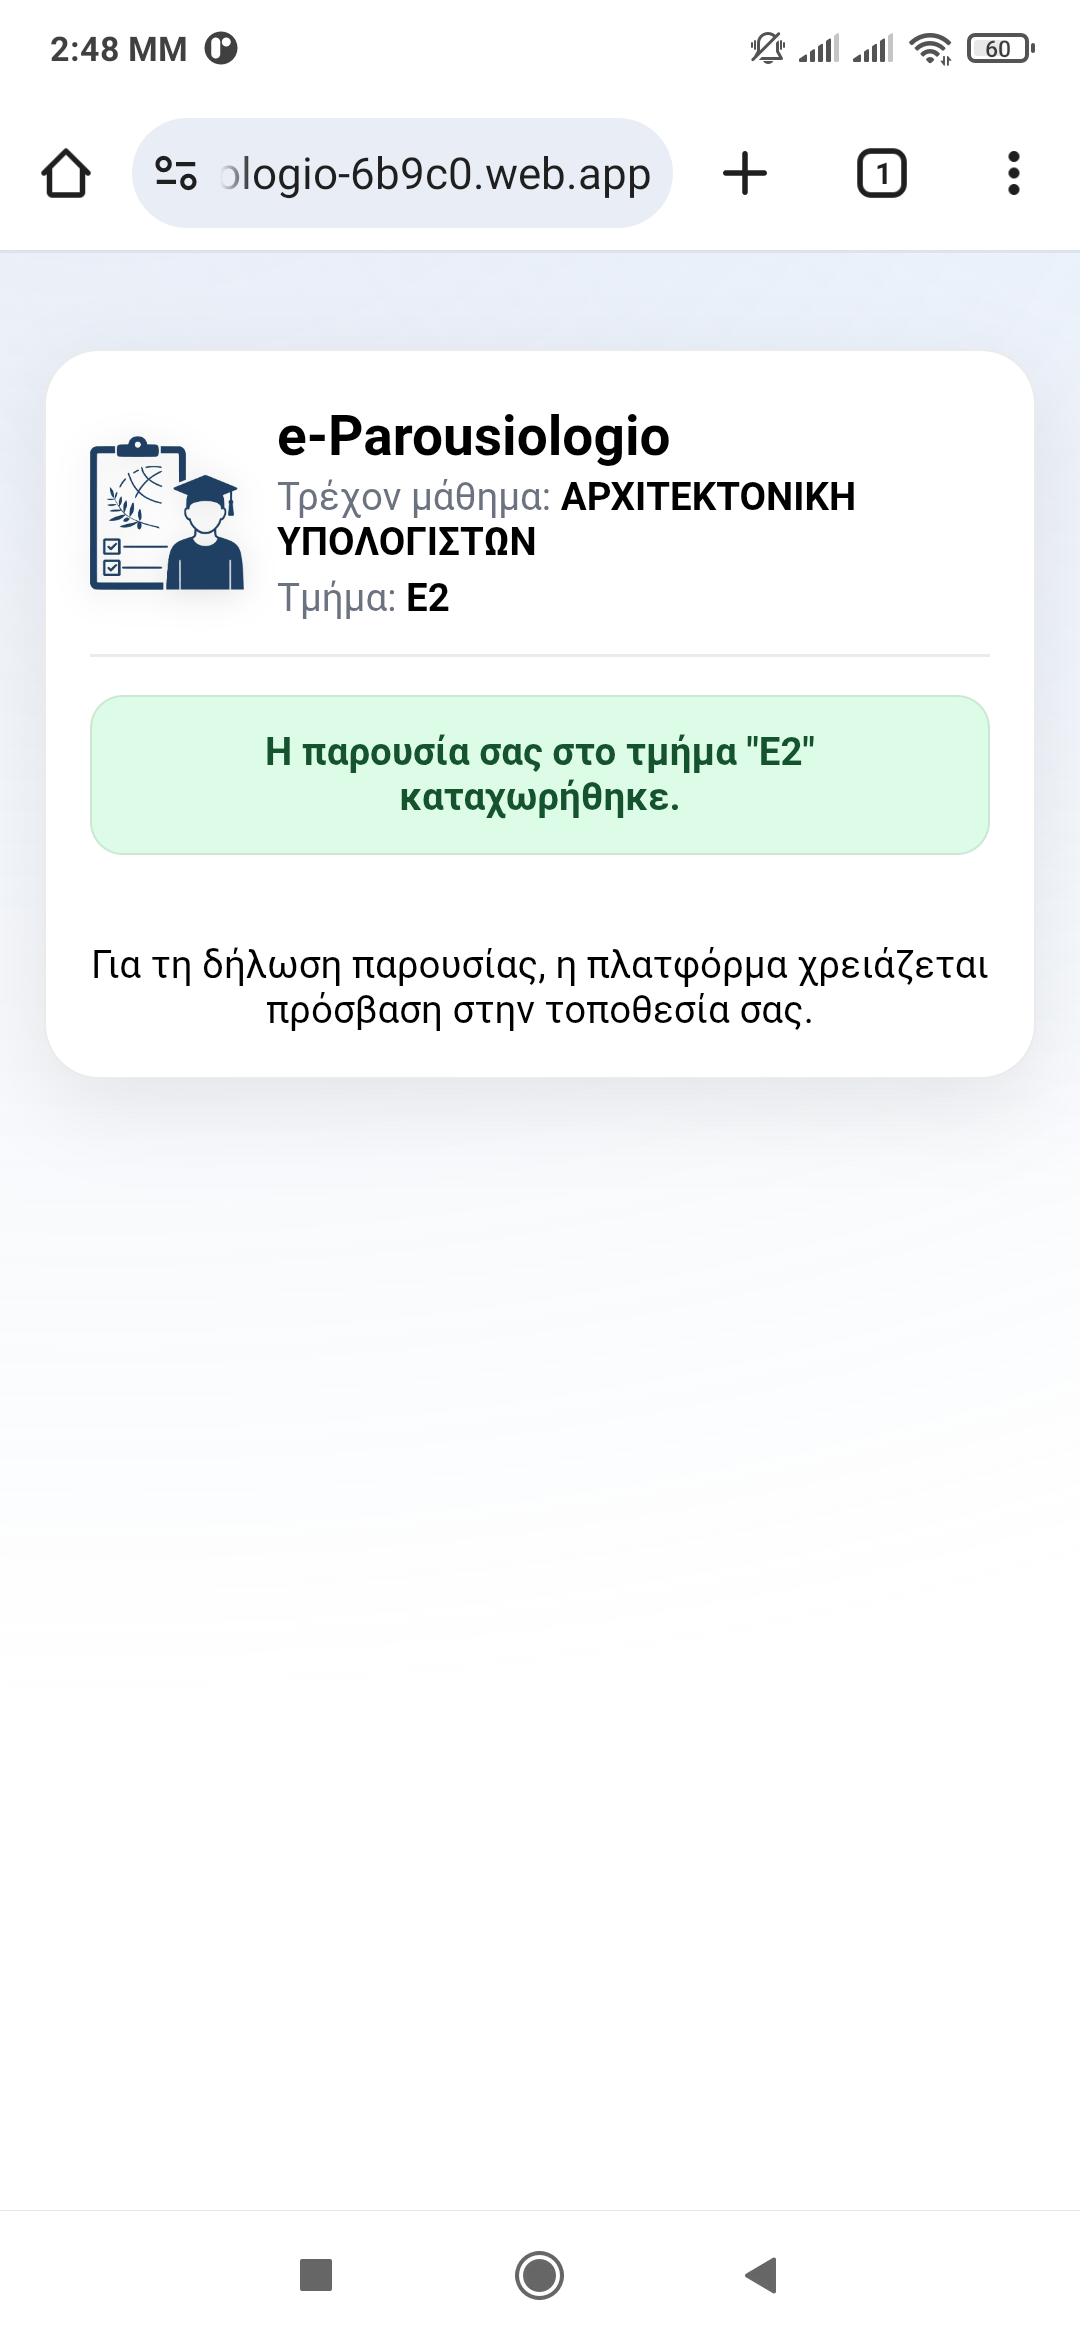 2:48 ΜΜ
60
ologio-6b9c0.web.app
1
e-Parousiologio
Τρέχον μάθημα: ΑΡΧΙΤΕΚΤΟΝΙΚΗ
ΥΠΟΛΟΓΙΣΤΩΝ
Τμήμα: Ε2
Η παρουσία σας στο τμήμα "Ε2"
καταχωρήθηκε.
Για τη δήλωση παρουσίας, η πλατφόρμα χρειάζεται
πρόσβαση στην τοποθεσία σας.